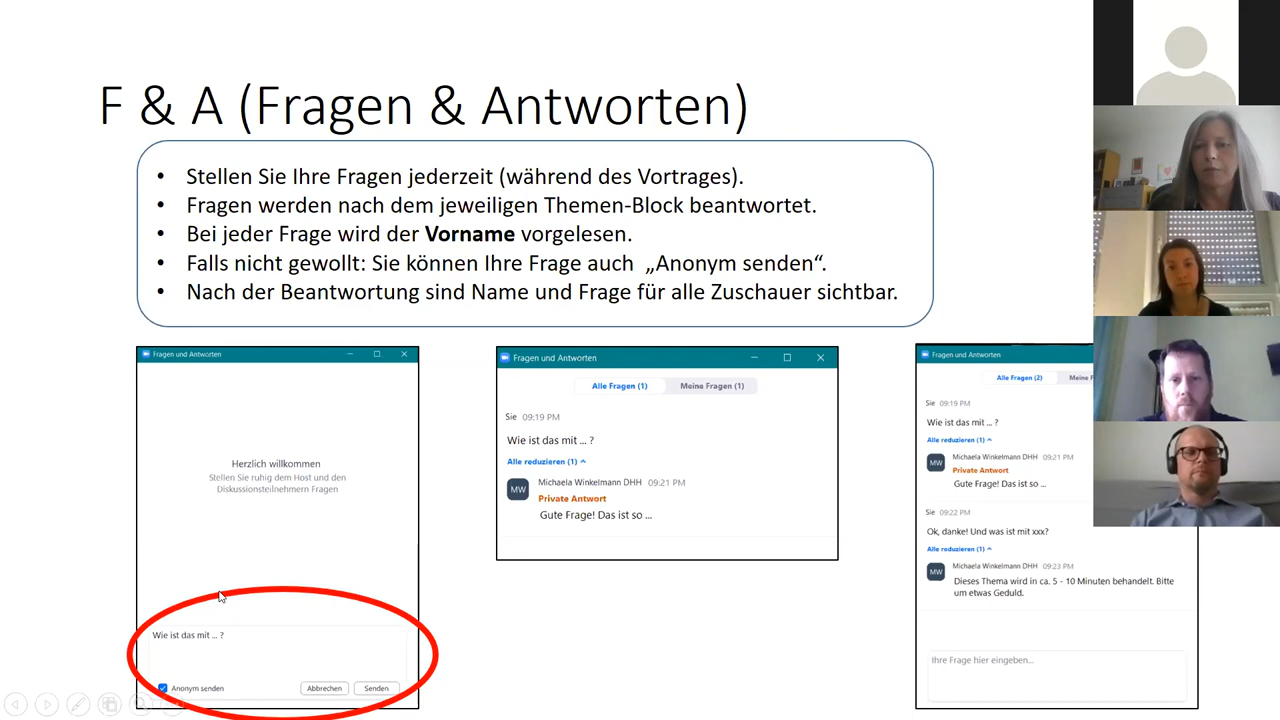 F & A (Fragen & Antworten)
• Stellen Sie Ihre Fragen jederzeit (während des Vortrages).
• Fragen werden nach dem jeweiligen Themen-Block beantwortet.
• Bei jeder Frage wird der Vorname vorgelesen.
• Falls nicht gewollt: Sie können Ihre Frage auch „Anonym senden“.
• Nach der Beantwortung sind Name und Frage für alle Zuschauer sichtbar.
Fragen und Antworten
Herzlich willkommen
Stellen Sie ruhig dem Host und den
Diskussionsteilnehmern Fragen
Wie ist das mit ... ?
Anonym senden
Abbrechen
Senden
Fragen und Antworten
Alle Fragen (1)
Meine Fragen (1)
Sie 09:19 PM
Wie ist das mit ... ?
Alle reduzieren (1)
MW
Michaela Winkelmann DHH 09:21 PM
Private Antwort
Gute Frage! Das ist so ...
Fragen und Antworten
Alle Fragen (2)
Meine F
Sie 09:19 PM
Wie ist das mit ... ?
Alle reduzieren (1)
MW
Michaela Winkelmann DHH 09:21 PM
Private Antwort
Gute Frage! Das ist so ...
Sie 09:22 PM
Ok, danke! Und was ist mit xxx?
Alle reduzieren (1)
MW
Michaela Winkelmann DHH 09:23 PM
Dieses Thema wird in ca. 5 - 10 Minuten behandelt. Bitte
um etwas Geduld.
Ihre Frage hier eingeben...